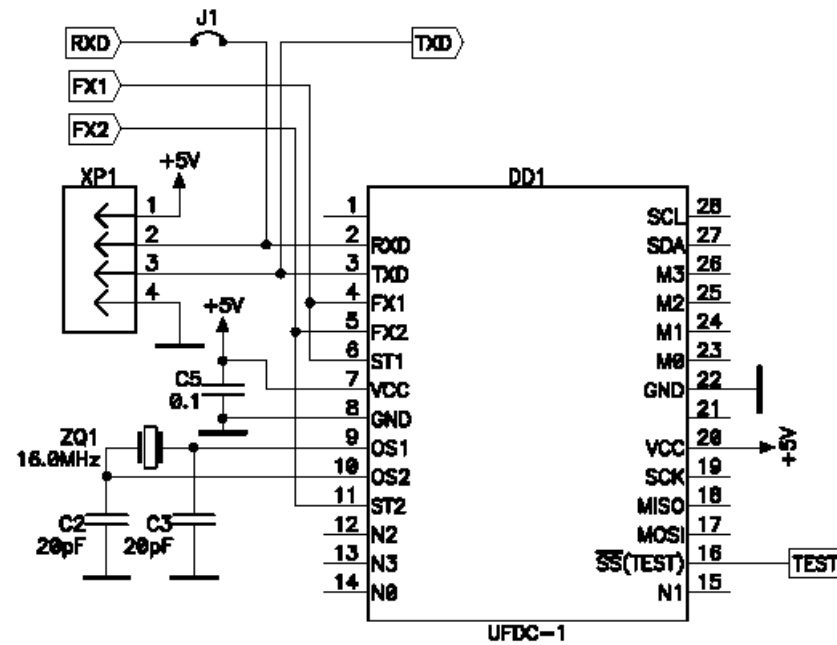 J1
RXD
TXD
FX1
FX2
+5V
XP1
DD1
1
2
3
4
+5V
1
2 RXD
3 TXD
4 FX1
5 FX2
6 ST1
7 VCC
8 GND
9 OS1
10 OS2
11 ST2
12 N2
13 N3
14 N0
SCL 28
SDA 27
M3 26
M2 25
M1 24
M0 23
GND 22
21
VCC 20
+5V
SCK 19
MISO 18
MOSI 17
SS(TEST) 16
TEST
N1 15
C5
0.1
ZQ1
16.0MHz
C2
20pF
C3
20pF
UFDC-1